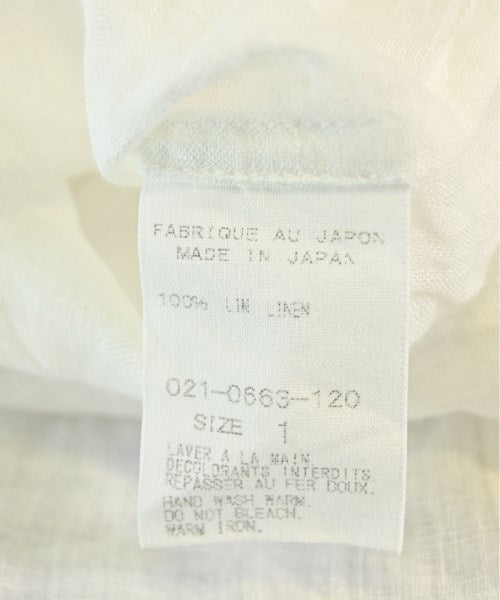 FABRIQUE AU JAPON
MADE IN JAPAN
100% LIN LINEN
021-0663-120
SIZE 1
LAVER A LA MAIN
DECOLORANTS INTERDITS
REPASSER AU FER DOUX.
HAND WASH WARM.
DO NOT BLEACH.
WARM IRON.